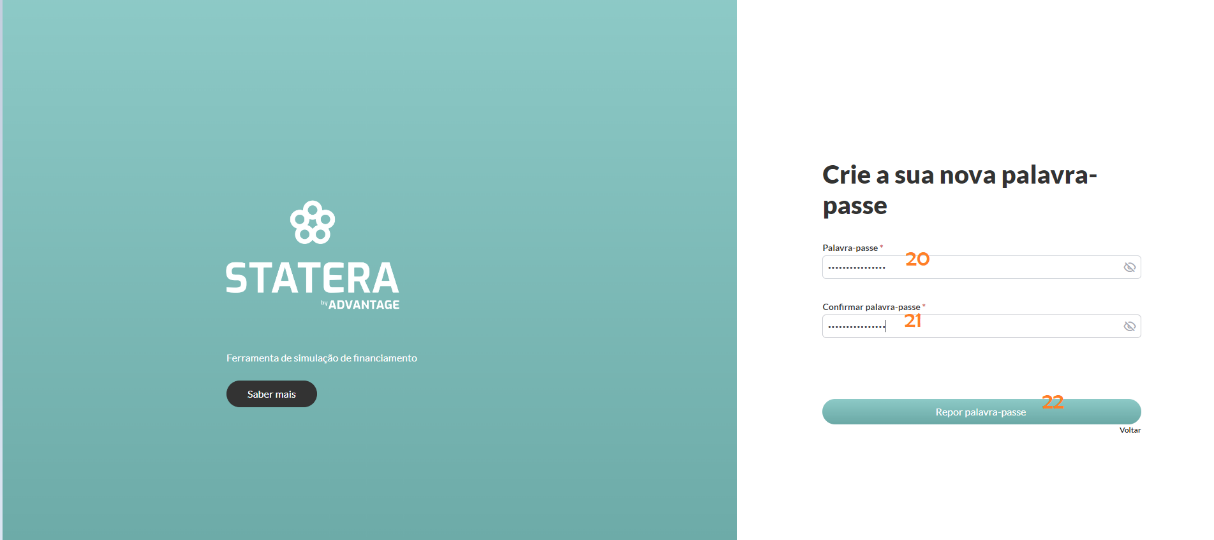 STATERA
by ADVANTAGE
Ferramenta de simulação de financiamento
Saber mais
Crie a sua nova palavra-
passe
Palavra-passe *
20
••••••••••••••••
Confirmar palavra-passe *
21
••••••••••••••••
22
Repor palavra-passe
Voltar